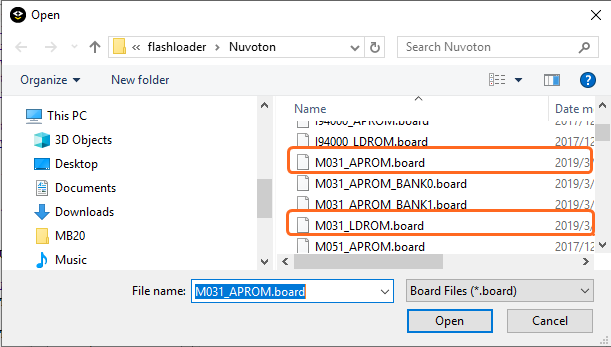 Open
« flashloader > Nuvoton
Search Nuvoton
Organize
New folder
?
This PC
3D Objects
Desktop
Documents
Downloads
MB20
Music
Name
Date m
I94000_APROM.board 2017/12
I94000_LDROM.board 2017/12
M031_APROM.board 2019/3/
M031_APROM_BANK0.board 2019/3/
M031_APROM_BANK1.board 2019/3/
M031_LDROM.board 2019/3/
M051_APROM.board 2017/12
File name: M031_APROM.board
Board Files (*.board)
Open
Cancel